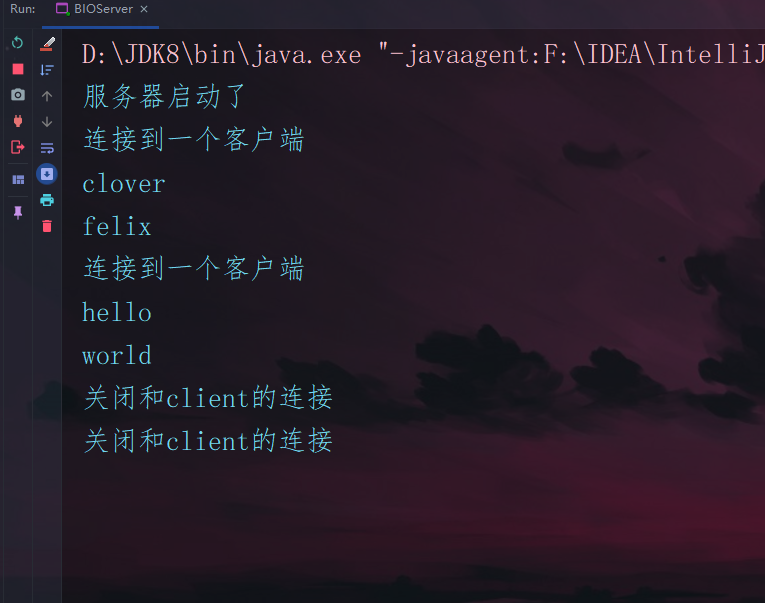 Run: BIOServer ×
D:\JDK8\bin\java.exe "-javaagent:F:\IDEA\IntelliJ
服务器启动了
连接到一个客户端
clover
felix
连接到一个客户端
hello
world
关闭和client的连接
关闭和client的连接